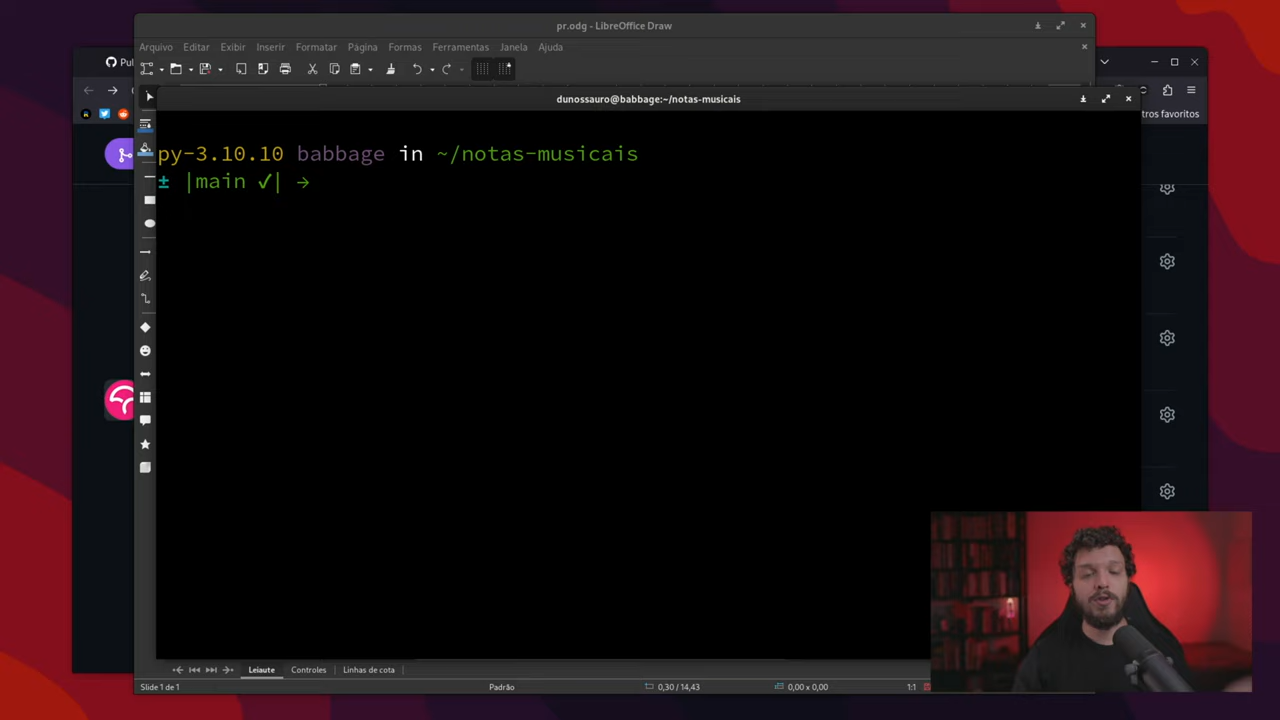 pr.odg - LibreOffice Draw
Arquivo Editar Exibir Inserir Formatar Página Formas Ferramentas Janela Ajuda
Pul
dunossauro@babbage:~/notas-musicais
tros favoritos
py-3.10.10 babbage in ~/notas-musicais
± |main ✓| →
Leiaute Controles Linhas de cota
Slide 1 de 1 Padrão 0,30 / 14,43 0,00 x 0,00 1:1